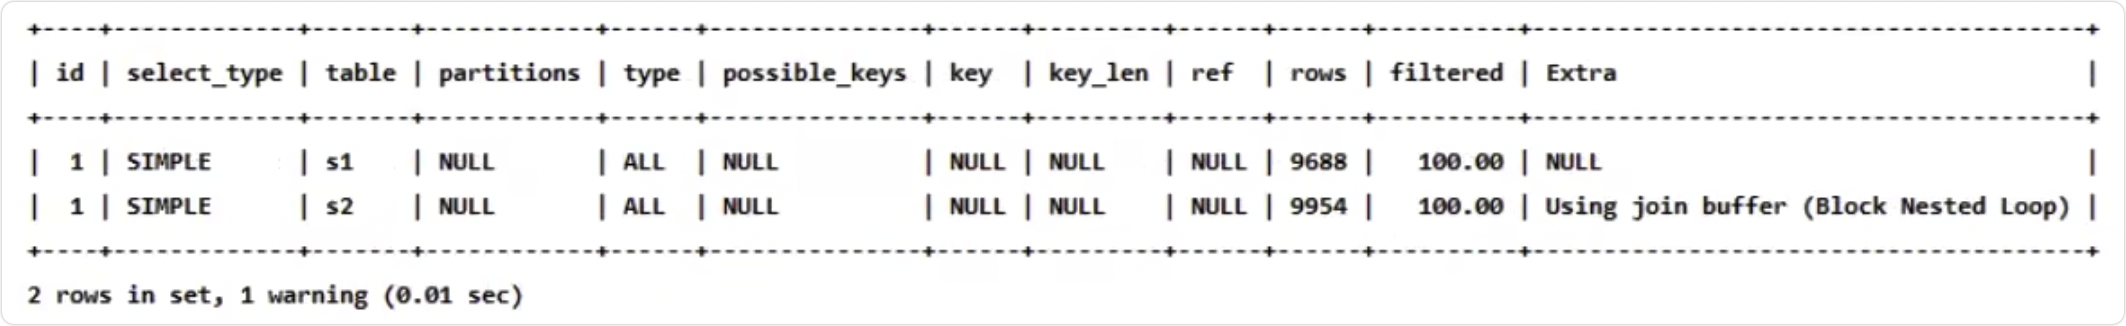 +----+-------------+-------+------------+------+---------------+------+---------+------+------+----------+---------------------------------------+
| id | select_type | table | partitions | type | possible_keys | key  | key_len | ref  | rows | filtered | Extra                                 |
+----+-------------+-------+------------+------+---------------+------+---------+------+------+----------+---------------------------------------+
|  1 | SIMPLE      | s1    | NULL       | ALL  | NULL          | NULL | NULL    | NULL | 9688 |   100.00 | NULL                                  |
|  1 | SIMPLE      | s2    | NULL       | ALL  | NULL          | NULL | NULL    | NULL | 9954 |   100.00 | Using join buffer (Block Nested Loop) |
+----+-------------+-------+------------+------+---------------+------+---------+------+------+----------+---------------------------------------+
2 rows in set, 1 warning (0.01 sec)